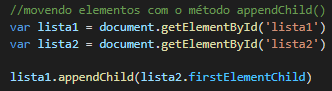 //movendo elementos com o método appendChild()
var lista1 = document.getElementById('lista1')
var lista2 = document.getElementById('lista2')
lista1.appendChild(lista2.firstElementChild)